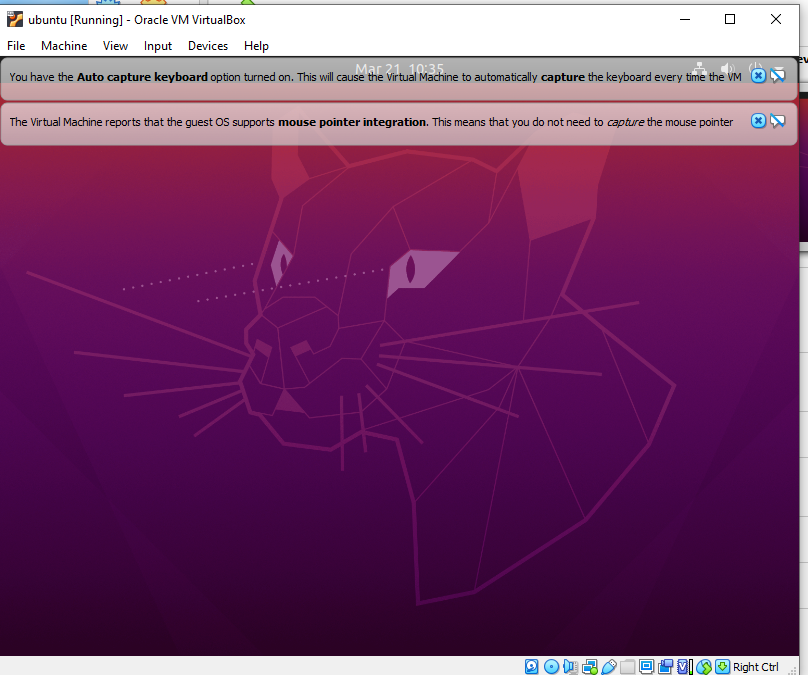 ubuntu [Running] - Oracle VM VirtualBox
File Machine View Input Devices Help
Mar 21 10:35
You have the Auto capture keyboard option turned on. This will cause the Virtual Machine to automatically capture the keyboard every time the VM
The Virtual Machine reports that the guest OS supports mouse pointer integration. This means that you do not need to capture the mouse pointer
Right Ctrl